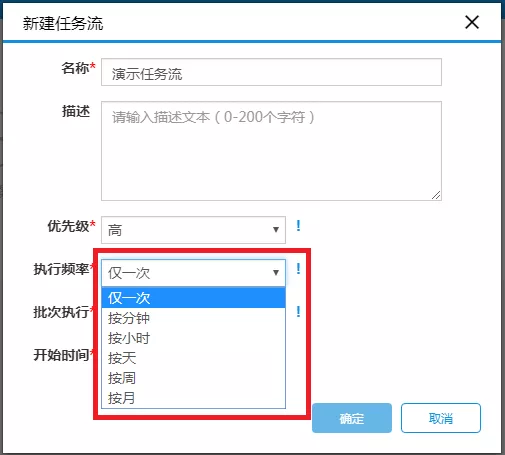 新建任务流
名称*
演示任务流
描述
请输入描述文本（0-200个字符）
优先级*
高
!
执行频率*
仅一次
!
仅一次
批次执行*
按分钟
!
按小时
开始时间*
按天
按周
按月
确定
取消